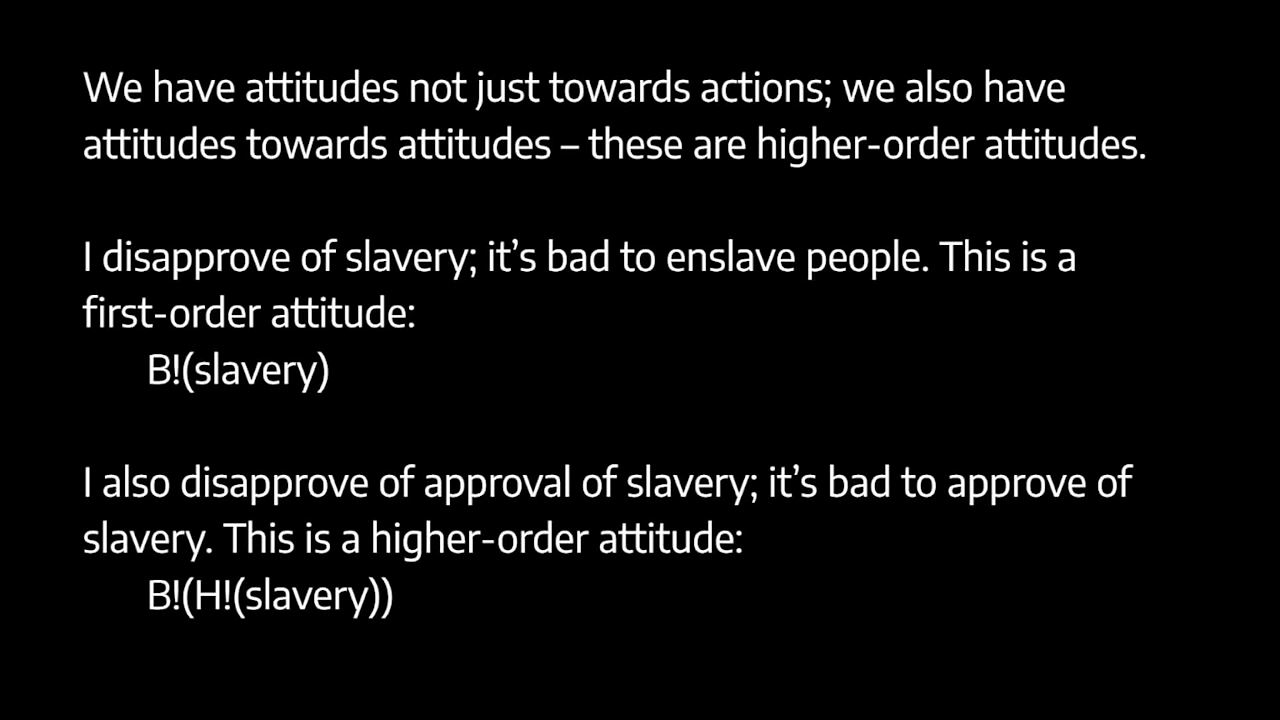 We have attitudes not just towards actions; we also have
attitudes towards attitudes – these are higher-order attitudes.
I disapprove of slavery; it’s bad to enslave people. This is a
first-order attitude:
B!(slavery)
I also disapprove of approval of slavery; it’s bad to approve of
slavery. This is a higher-order attitude:
B!(H!(slavery))